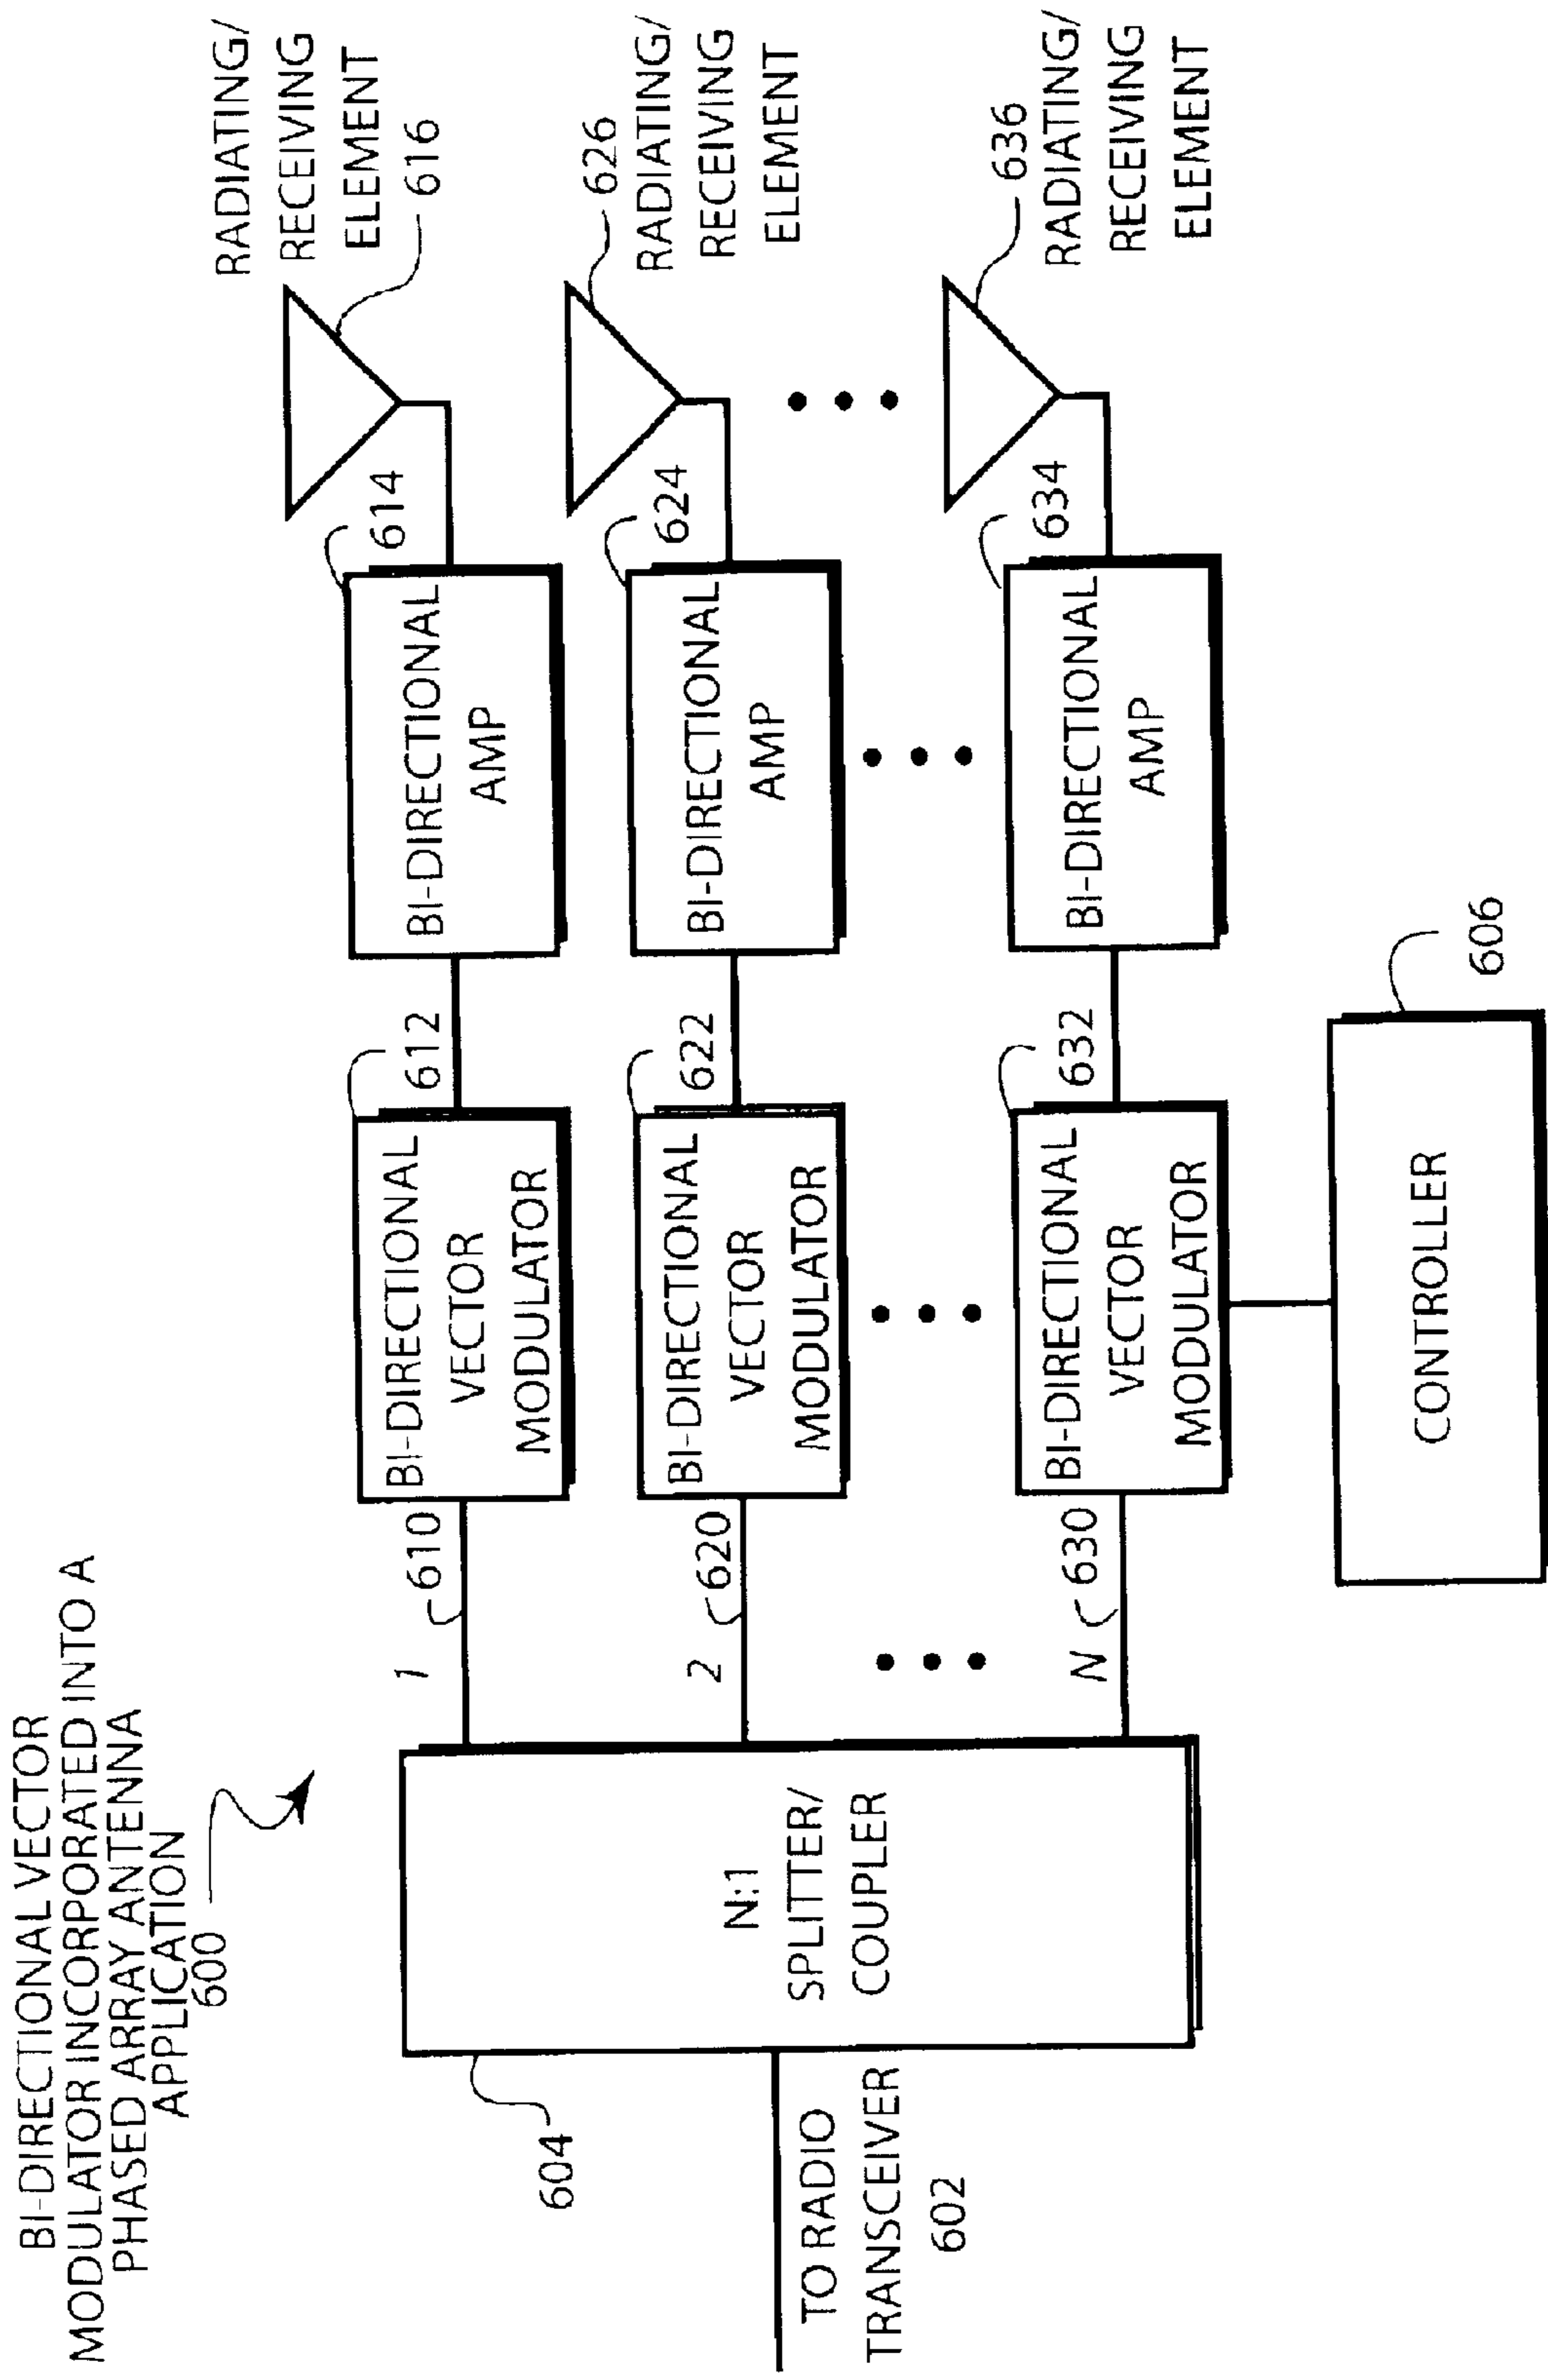 BI-DIRECTIONAL VECTOR
MODULATOR INCORPORATED INTO A
PHASED ARRAY ANTENNA
APPLICATION
600
RADIATING/
RECEIVING
ELEMENT
616
614
BI-DIRECTIONAL
AMP
612
BI-DIRECTIONAL
VECTOR
MODULATOR
610
1
626
RADIATING/
RECEIVING
ELEMENT
624
BI-DIRECTIONAL
AMP
622
BI-DIRECTIONAL
VECTOR
MODULATOR
620
2
636
RADIATING/
RECEIVING
ELEMENT
634
BI-DIRECTIONAL
AMP
632
BI-DIRECTIONAL
VECTOR
MODULATOR
630
N
N:1
SPLITTER/
COUPLER
604
TO RADIO
TRANSCEIVER
602
606
CONTROLLER